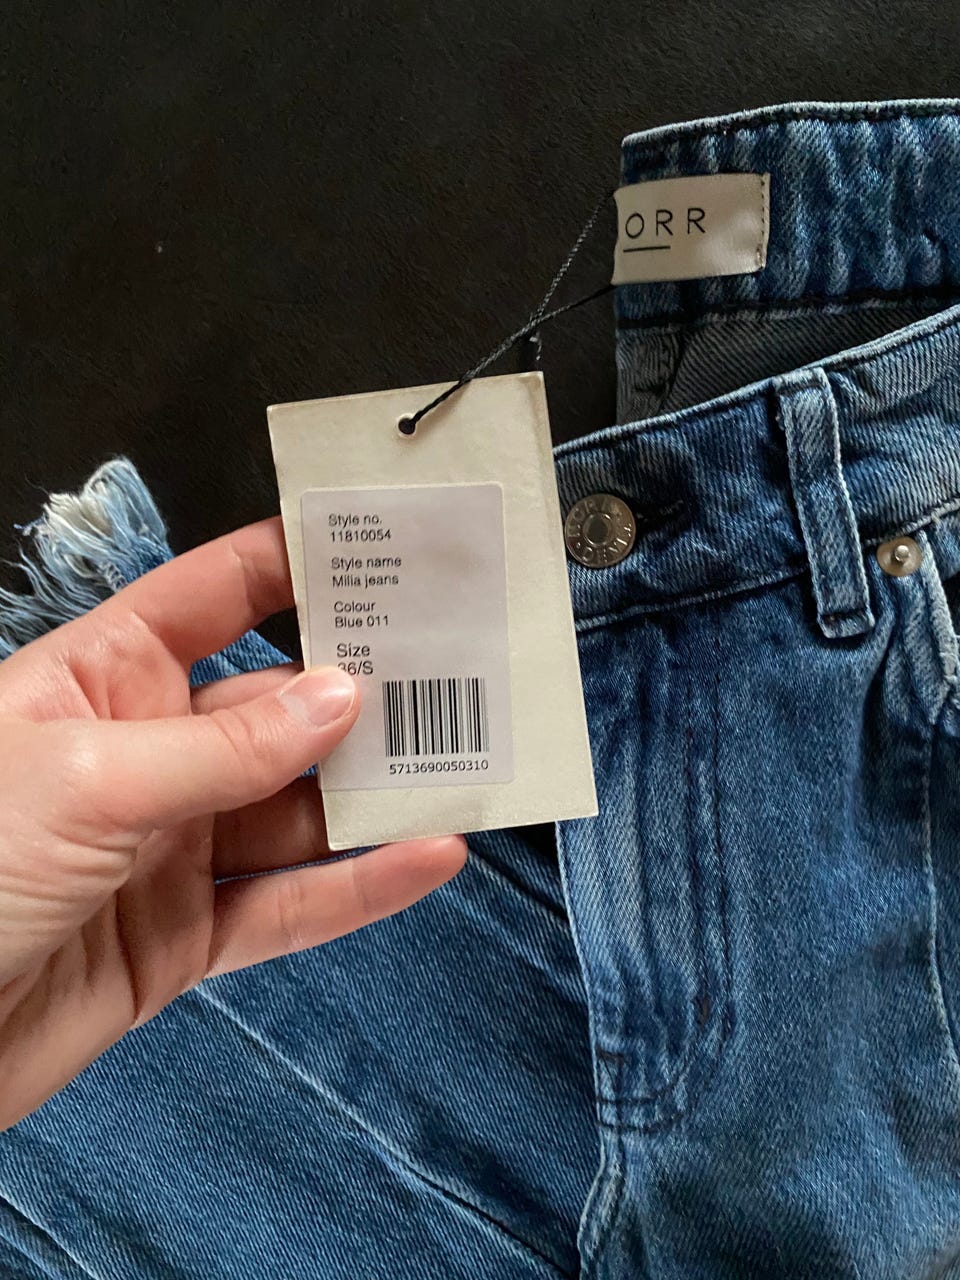 ORR
Style no.
11810054
Style name
Milia jeans
Colour
Blue 011
Size
36/S
5713690050310